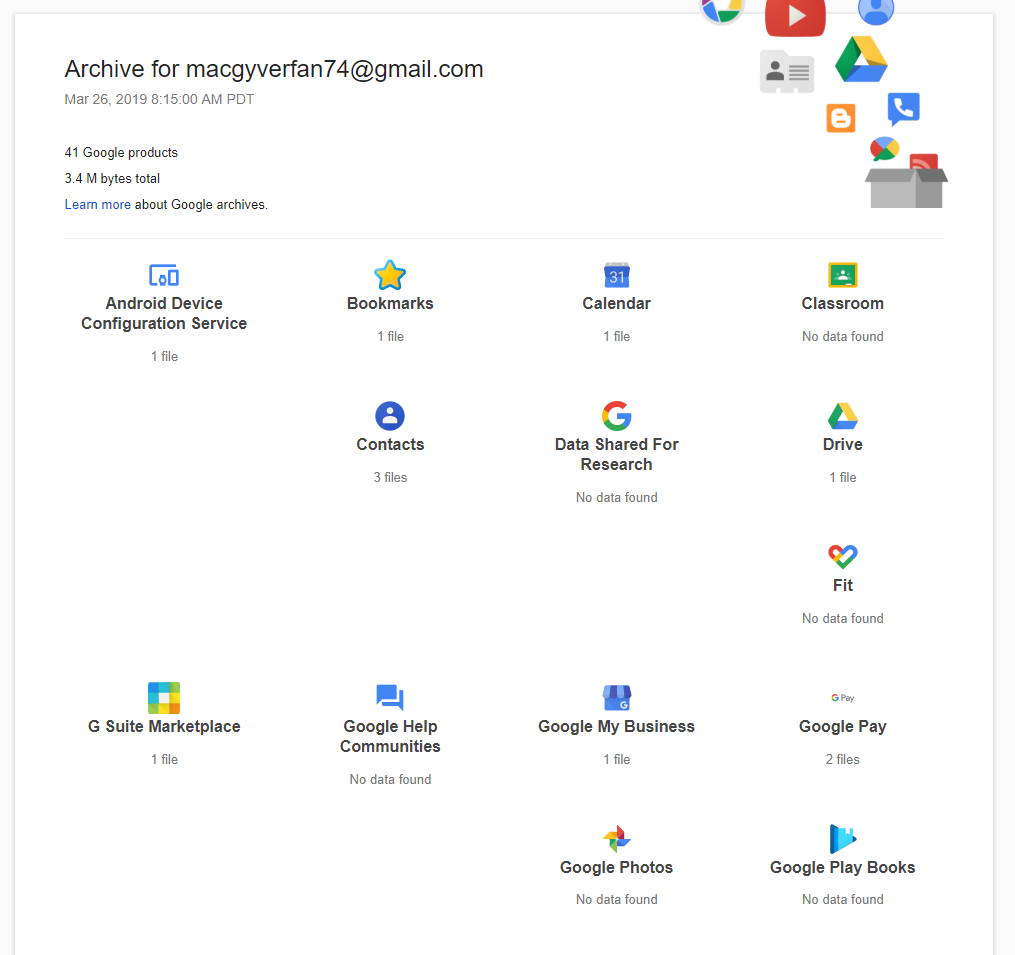 Archive for macgyverfan74@gmail.com
Mar 26, 2019 8:15:00 AM PDT
41 Google products
3.4 M bytes total
Learn more about Google archives.
31
Android Device
Configuration Service
1 file
Bookmarks
1 file
Calendar
1 file
Classroom
No data found
Contacts
3 files
Data Shared For
Research
No data found
Drive
1 file
Fit
No data found
G Suite Marketplace
1 file
Google Help
Communities
No data found
Google My Business
1 file
G Pay
Google Pay
2 files
Google Photos
No data found
Google Play Books
No data found